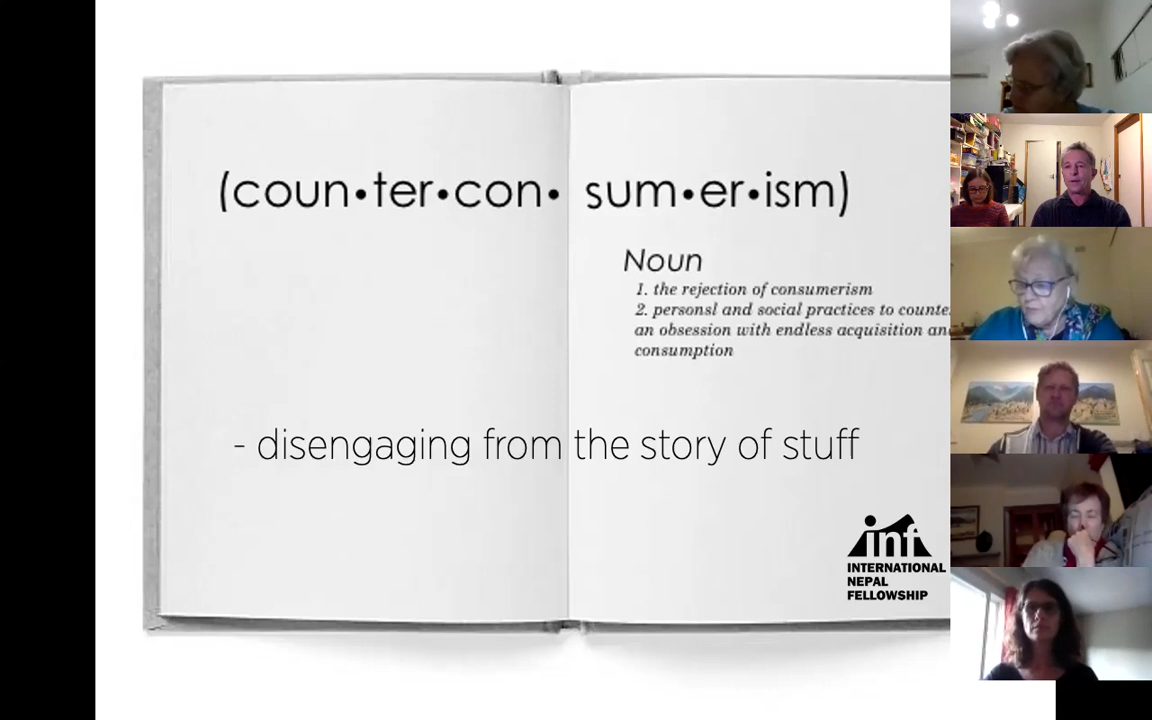 (coun•ter•con• sum•er•ism)
Noun
1. the rejection of consumerism
2. personsl and social practices to counte
an obsession with endless acquisition an
consumption
- disengaging from the story of stuff
inf
INTERNATIONAL
NEPAL
FELLOWSHIP